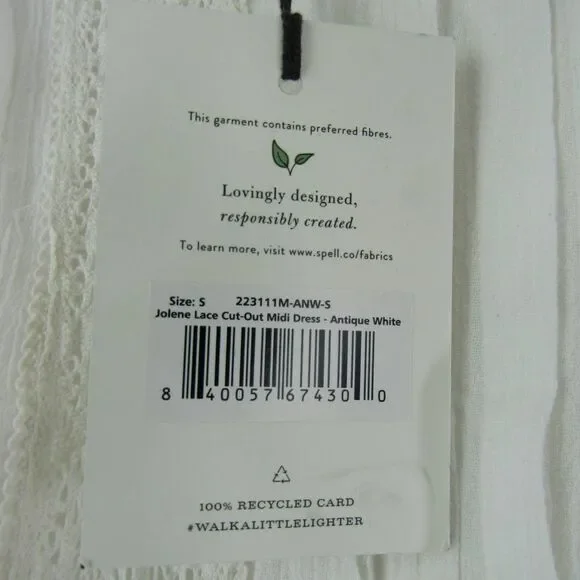 This garment contains preferred fibres.
Lovingly designed,
responsibly created.
To learn more, visit www.spell.co/fabrics
Size: S 223111M-ANW-S
Jolene Lace Cut-Out Midi Dress - Antique White
8 40057 67430 0
100% RECYCLED CARD
#WALKALITTLELIGHTER